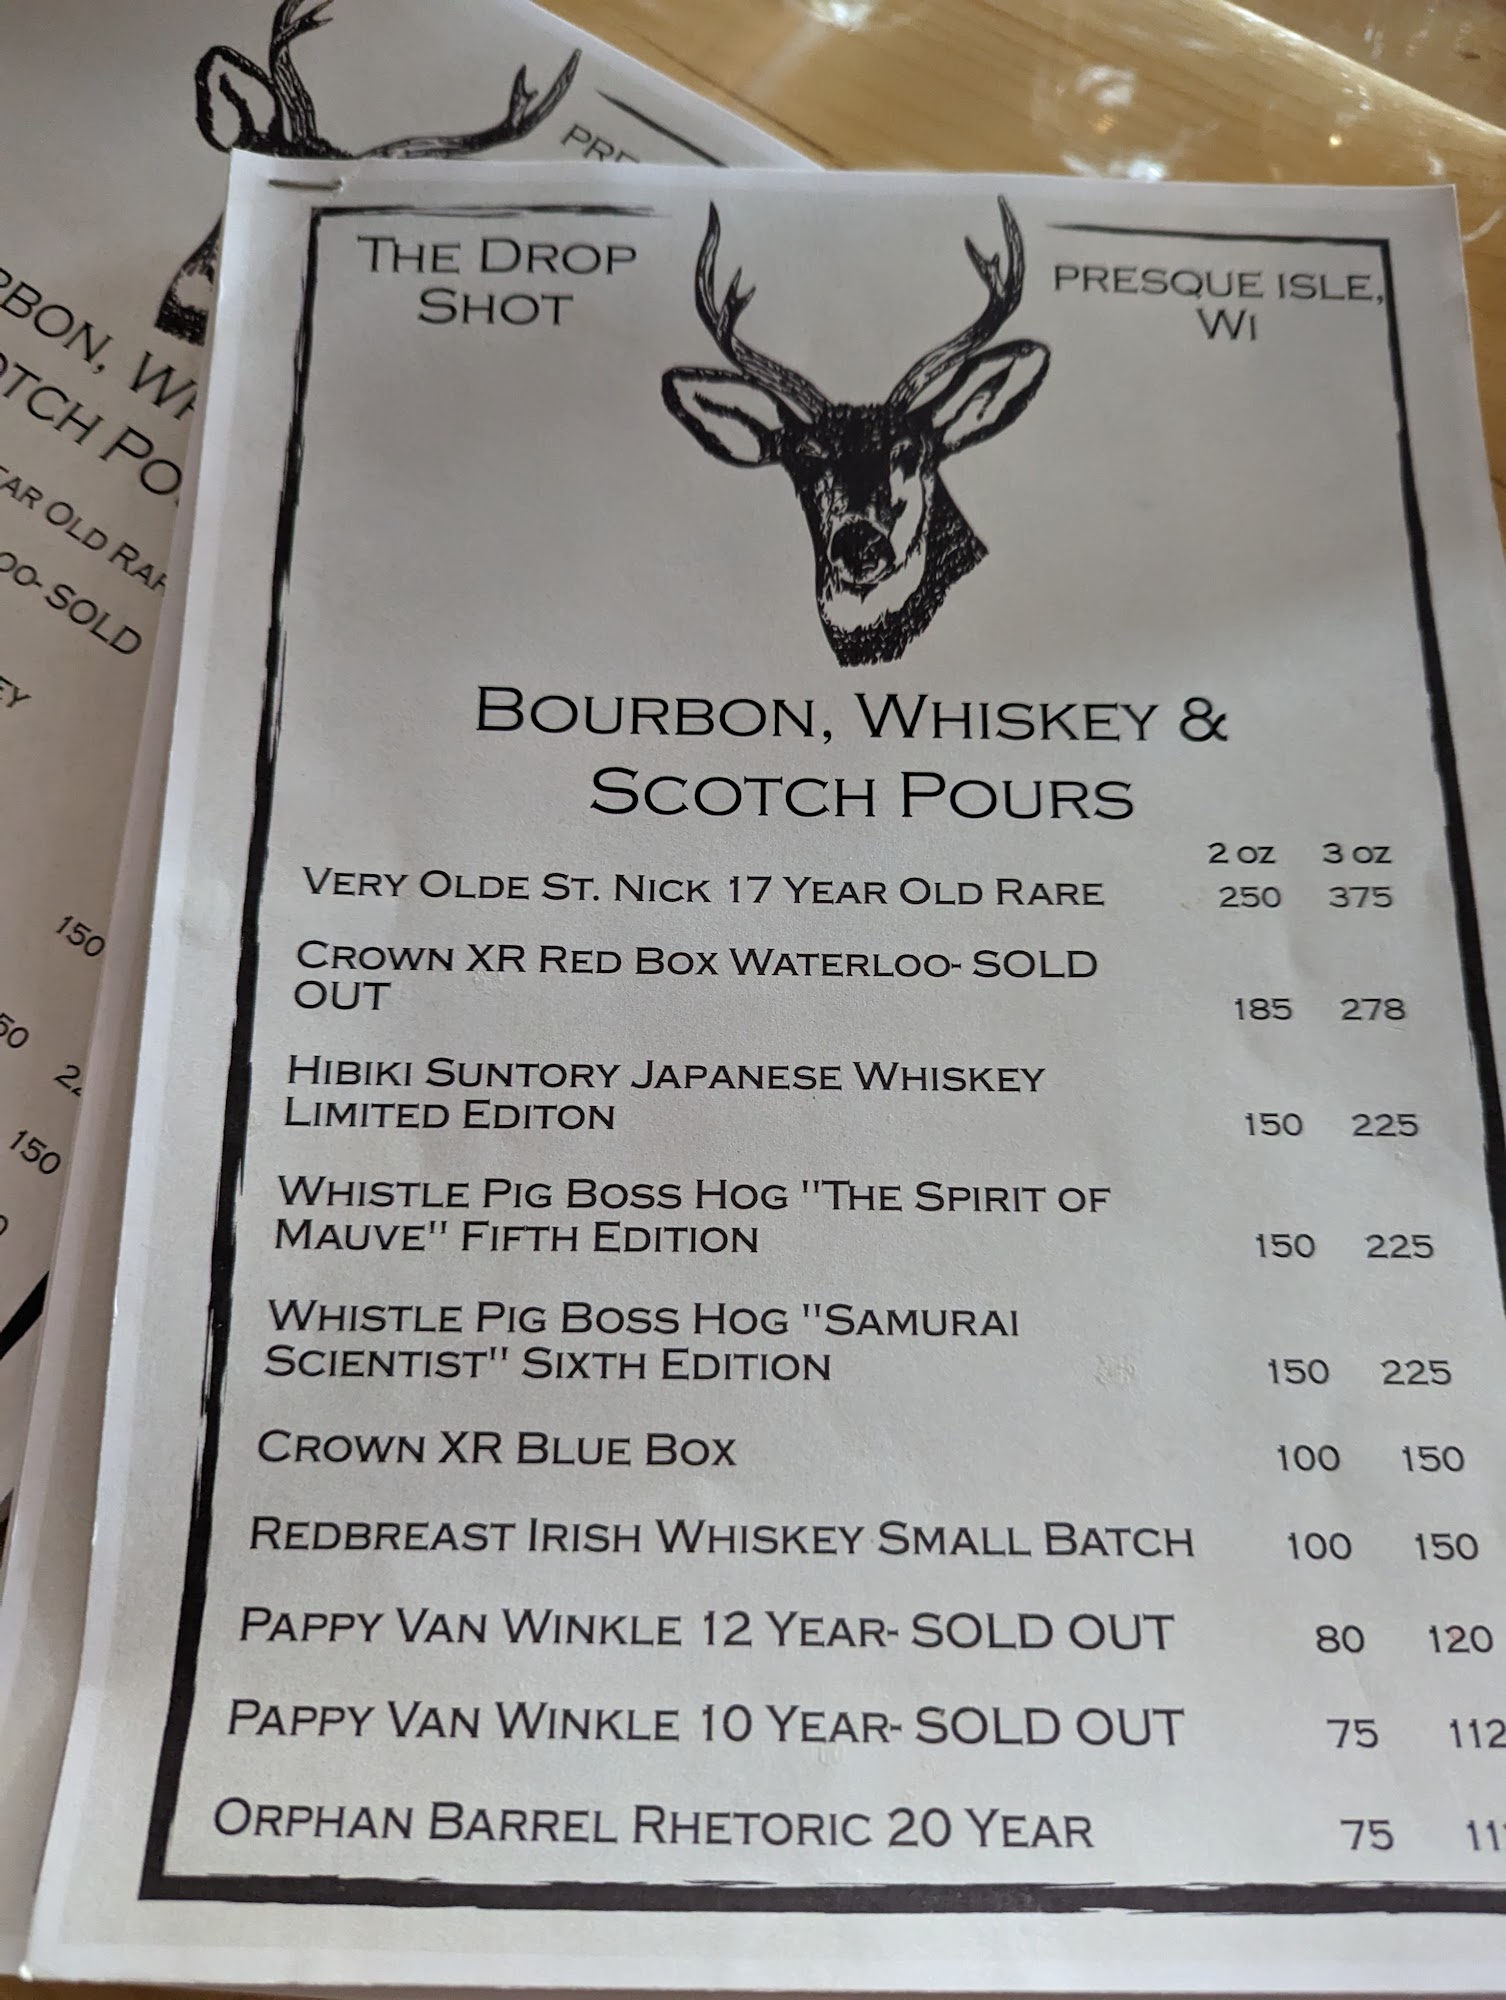 THE DROP
SHOT
PRESQUE ISLE,
WI
BOURBON, WHISKEY &
SCOTCH POURS
2 OZ 3 OZ
VERY OLDE ST. NICK 17 YEAR OLD RARE 250 375
CROWN XR RED BOX WATERLOO- SOLD
OUT 185 278
HIBIKI SUNTORY JAPANESE WHISKEY
LIMITED EDITON 150 225
WHISTLE PIG BOSS HOG "THE SPIRIT OF
MAUVE" FIFTH EDITION 150 225
WHISTLE PIG BOSS HOG "SAMURAI
SCIENTIST" SIXTH EDITION 150 225
CROWN XR BLUE BOX 100 150
REDBREAST IRISH WHISKEY SMALL BATCH 100 150
PAPPY VAN WINKLE 12 YEAR- SOLD OUT 80 120
PAPPY VAN WINKLE 10 YEAR- SOLD OUT 75 112
ORPHAN BARREL RHETORIC 20 YEAR 75
OLD
SOLD
150
150